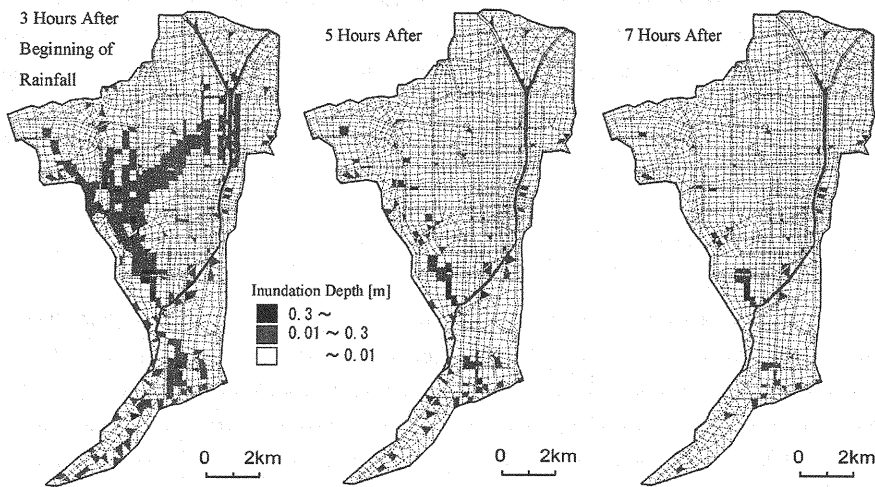 3 Hours After
Beginning of
Rainfall
5 Hours After
7 Hours After
Inundation Depth [m]
0.3 ~
0.01 ~ 0.3
~ 0.01
0 2km
0 2km
0 2km